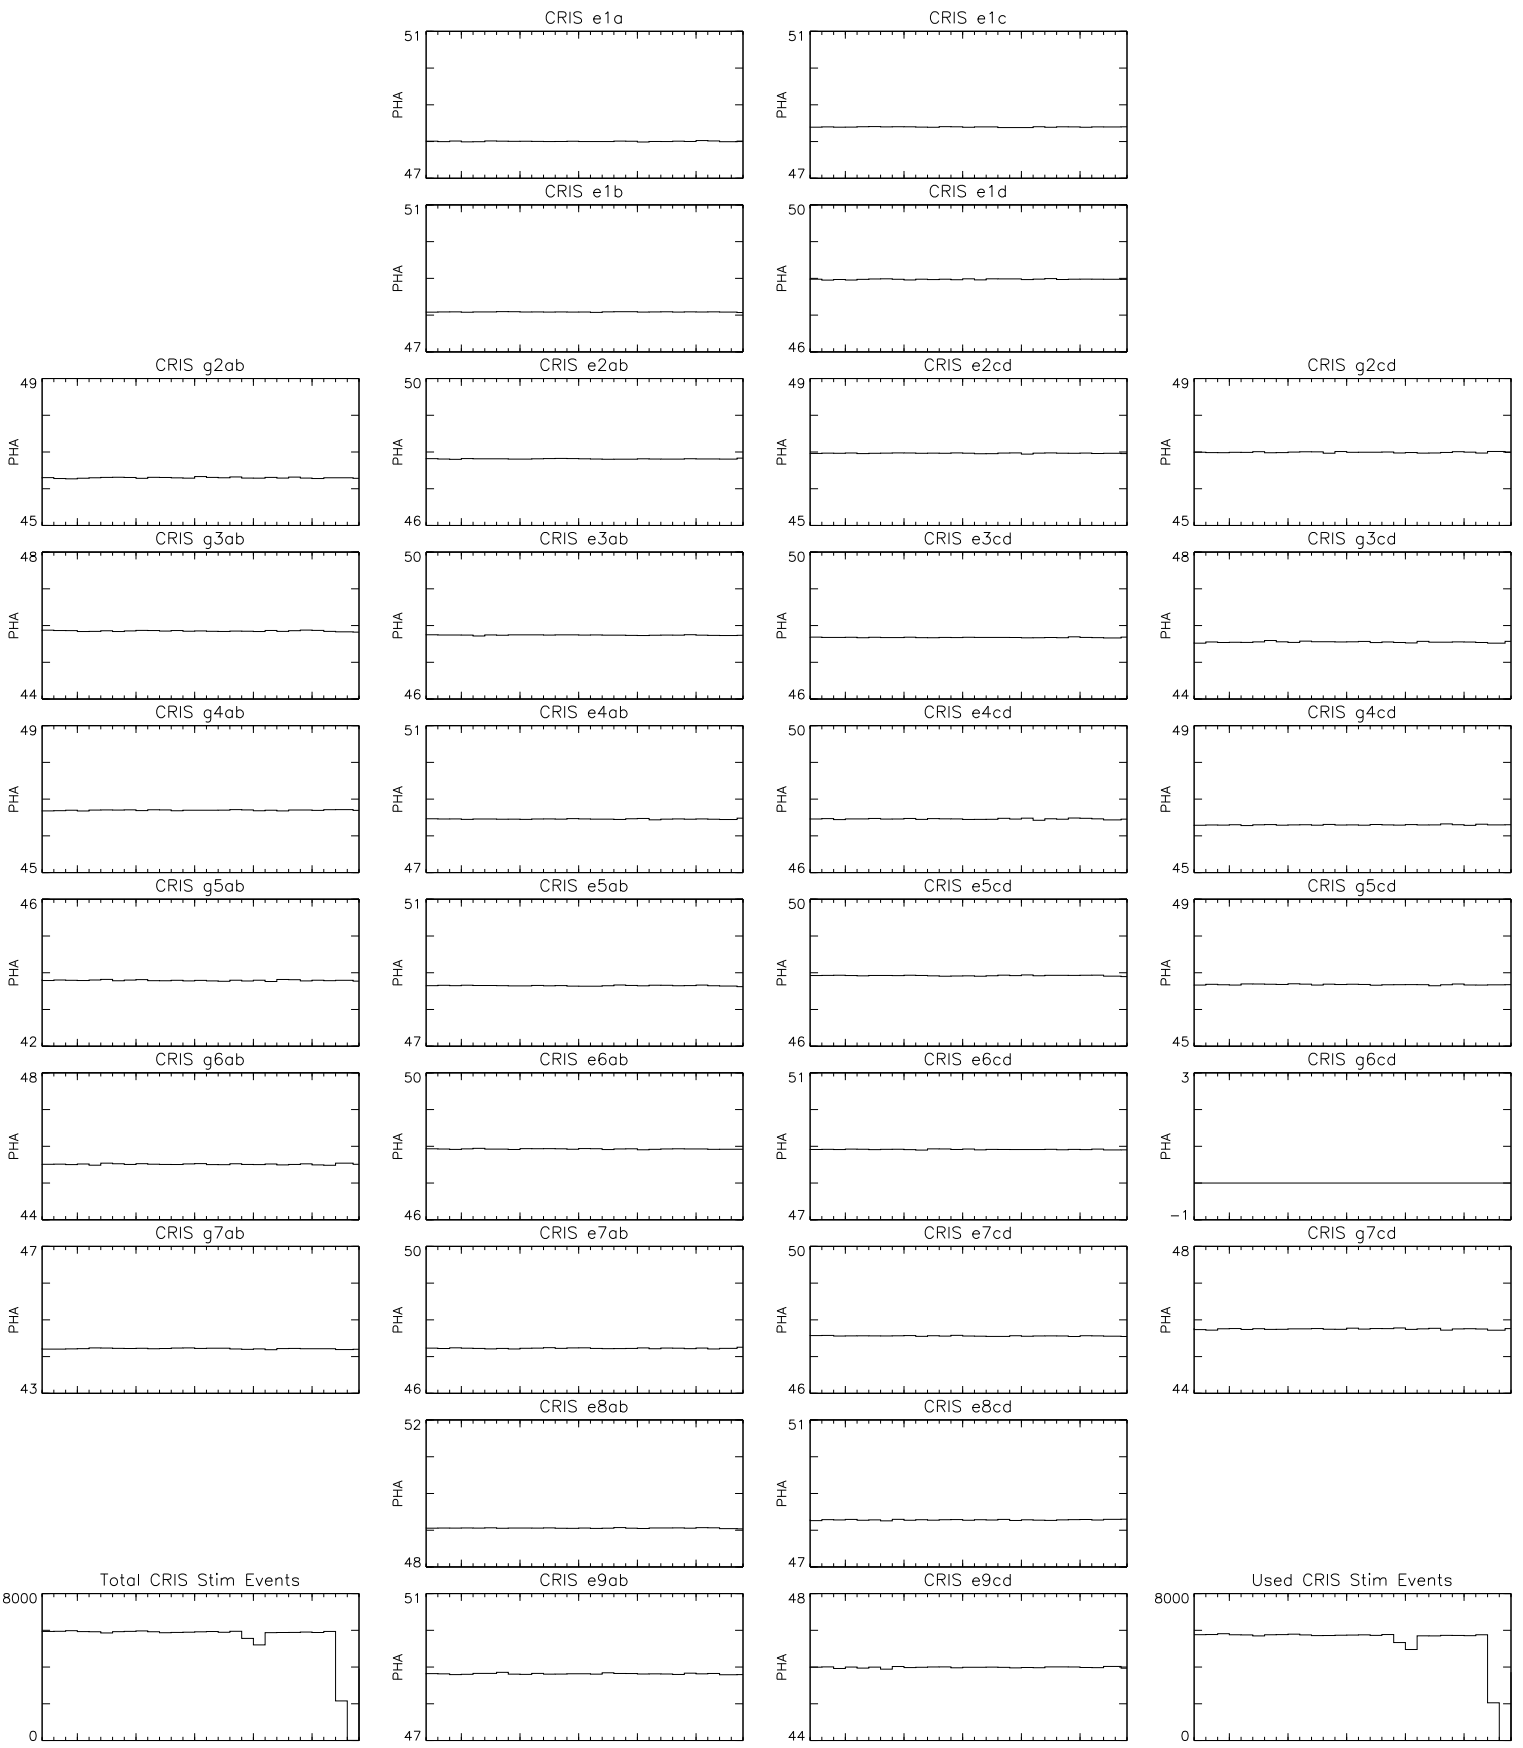 CRIS e1a
CRIS e1c
51
PHA
47
51
PHA
47
CRIS e1b
CRIS e1d
51
PHA
47
50
PHA
46
CRIS g2ab
CRIS e2ab
CRIS e2cd
CRIS g2cd
49
PHA
45
50
PHA
46
49
PHA
45
49
PHA
45
CRIS g3ab
CRIS e3ab
CRIS e3cd
CRIS g3cd
48
PHA
44
50
PHA
46
50
PHA
46
48
PHA
44
CRIS g4ab
CRIS e4ab
CRIS e4cd
CRIS g4cd
49
PHA
45
51
PHA
47
50
PHA
46
49
PHA
45
CRIS g5ab
CRIS e5ab
CRIS e5cd
CRIS g5cd
46
PHA
42
51
PHA
47
50
PHA
46
49
PHA
45
CRIS g6ab
CRIS e6ab
CRIS e6cd
CRIS g6cd
48
PHA
44
50
PHA
46
51
PHA
47
3
PHA
−1
CRIS g7ab
CRIS e7ab
CRIS e7cd
CRIS g7cd
47
PHA
43
50
PHA
46
50
PHA
46
48
PHA
44
CRIS e8ab
CRIS e8cd
52
PHA
48
51
PHA
47
Total CRIS Stim Events
CRIS e9ab
CRIS e9cd
Used CRIS Stim Events
8000
0
51
PHA
47
48
PHA
44
8000
0